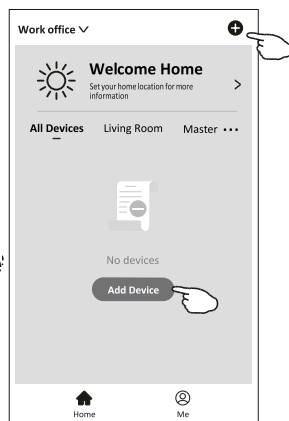 Work office
Welcome Home
Set your home location for more
information
All Devices Living Room Master
No devices
Add Device
Home Me